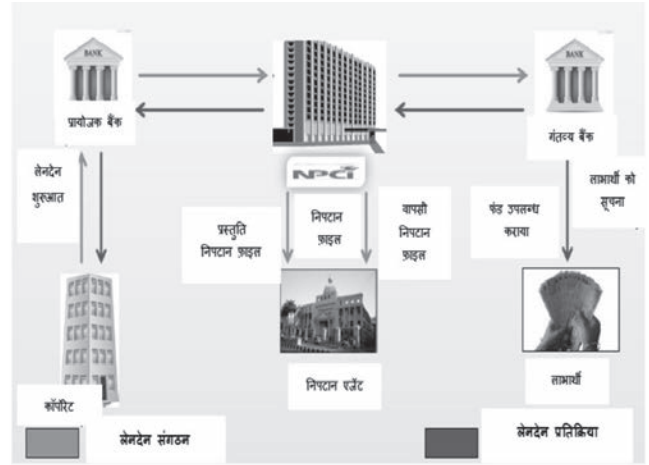 BANK
प्रायोजक बैंक
BANK
गंतव्य बैंक
NPCI
लेनदेन
शुरुआत
प्रस्तुति
निपटान फ़ाइल
निपटान
फ़ाइल
वापसी
निपटान
फ़ाइल
फंड उपलब्ध
कराया
लाभार्थी को
सूचना
निपटान एजेंट
लाभार्थी
कॉर्पोरेट
लेनदेन संगठन
लेनदेन प्रतिक्रिया